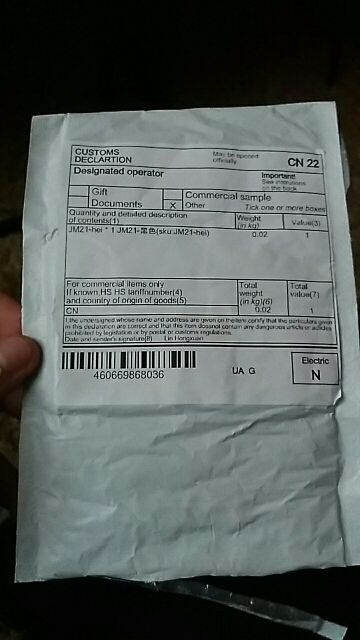 CUSTOMS
DECLARTION
May be opened
officially
CN 22
Designated operator
Important!
See instructions
on the back
Gift
Commercial sample
Documents
X
Other
Tick one or more boxes
Quantity and detailed description
of contents(1)
Weight
(in kg)
Value(3)
JM21-hei * 1 JM21-黑色(sku:JM21-hei)
0.02
1
For commercial items only
If known,HS HS tariffnumber(4)
and country of origin of goods(5)
Total
weight
(in kg)(6)
Total
value(7)
CN
0.02
1
I,the undersigned,whose name and address are given on the item,certify that the particulars given
in this declaration are correct and that this item doesnot contain any dangerous article or articles
prohibited by legislation or by postal or customs regulations.
Date and sender's signature(8) Lin Hongxuan
460669868036
UA G
Electric
N